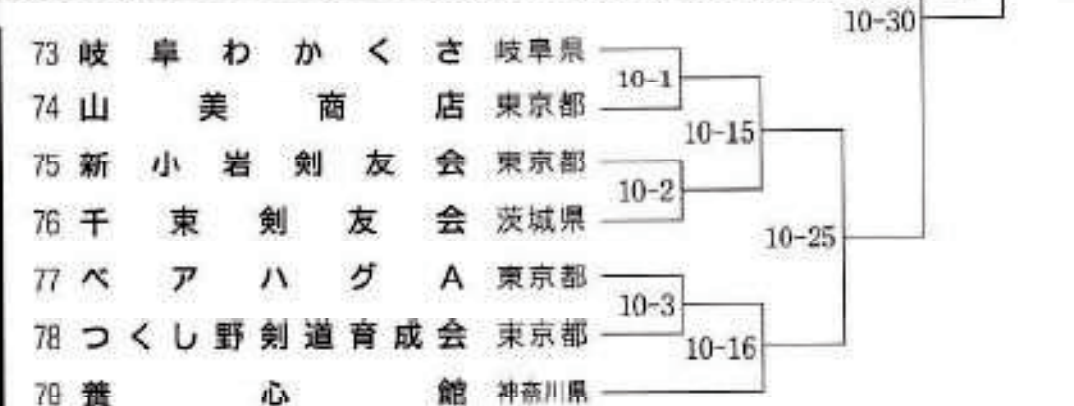 10-30
73 岐阜わかくさ 岐阜県
10-1
74 山美商店 東京都
10-15
75 新小岩剣友会 東京都
10-2
76 千束剣友会 茨城県
10-25
77 ベアハグA 東京都
10-3
78 つくし野剣道育成会 東京都
10-16
79 養心館 神奈川県